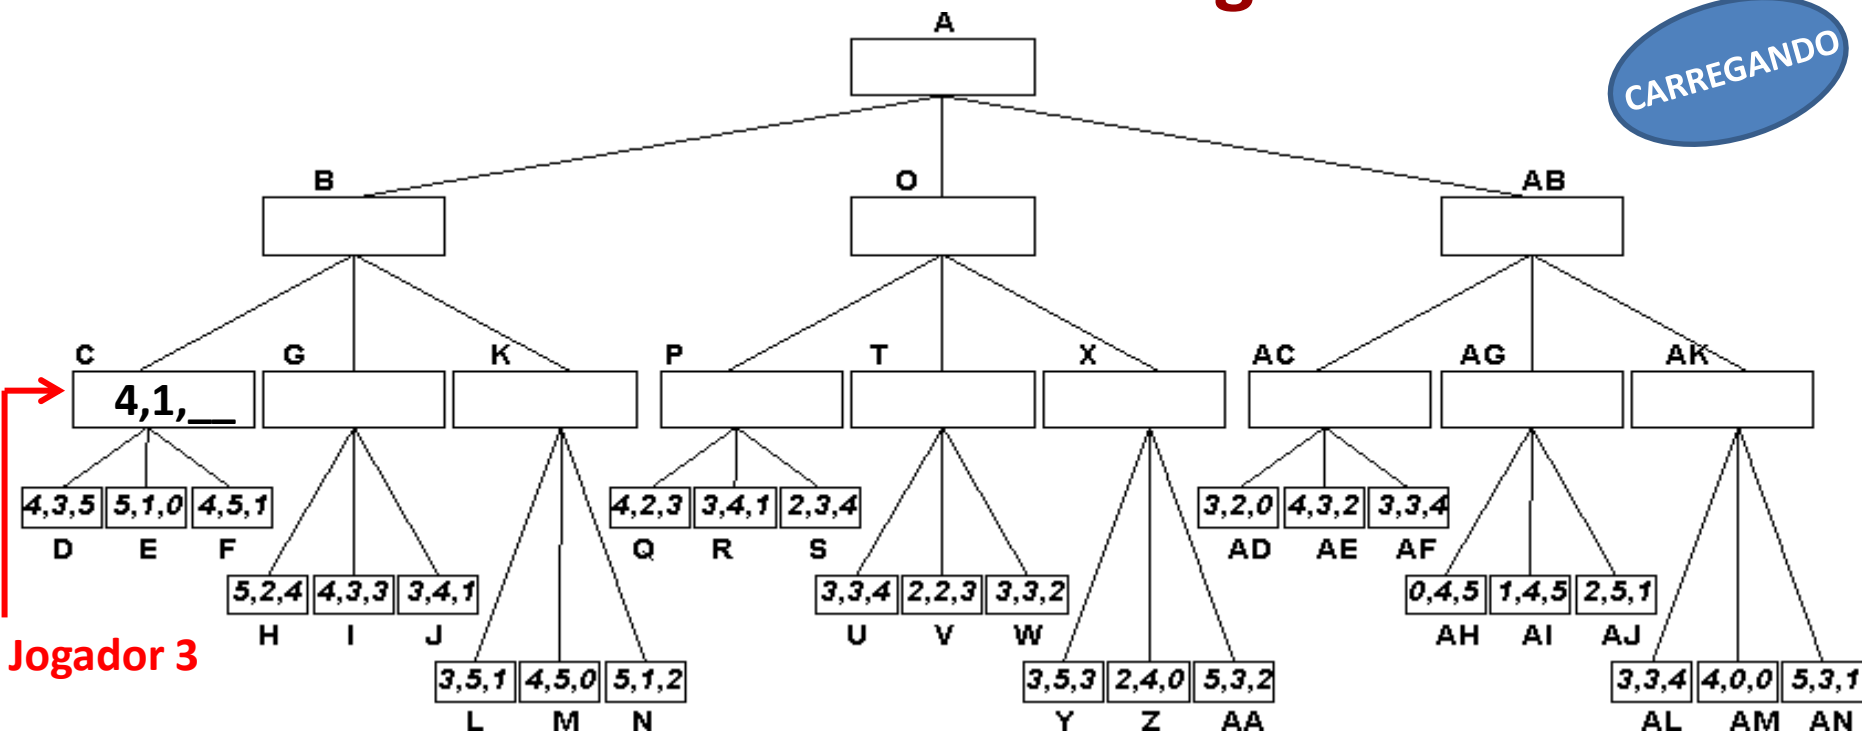 A
CARREGANDO
B O AB
C G K P T X AC AG AK
4,1,__
4,3,5 5,1,0 4,5,1 4,2,3 3,4,1 2,3,4 3,2,0 4,3,2 3,3,4
D E F Q R S AD AE AF
5,2,4 4,3,3 3,4,1 3,3,4 2,2,3 3,3,2 0,4,5 1,4,5 2,5,1
H I J U V W AH AI AJ
Jogador 3
3,5,1 4,5,0 5,1,2 3,5,3 2,4,0 5,3,2 3,3,4 4,0,0 5,3,1
L M N Y Z AA AL AM AN